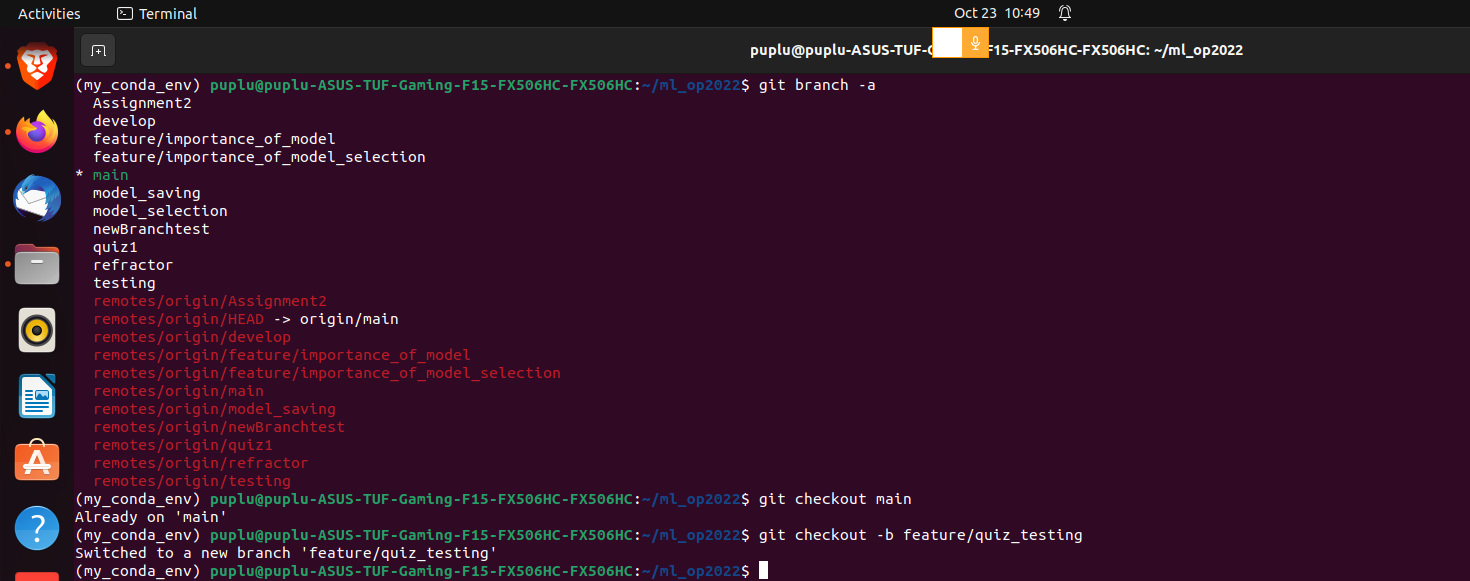 Activities Terminal Oct 23 10:49
puplu@puplu-ASUS-TUF-G F15-FX506HC-FX506HC: ~/ml_op2022
(my_conda_env) puplu@puplu-ASUS-TUF-Gaming-F15-FX506HC-FX506HC:~/ml_op2022$ git branch -a
Assignment2
develop
feature/importance_of_model
feature/importance_of_model_selection
* main
model_saving
model_selection
newBranchtest
quiz1
refractor
testing
remotes/origin/Assignment2
remotes/origin/HEAD -> origin/main
remotes/origin/develop
remotes/origin/feature/importance_of_model
remotes/origin/feature/importance_of_model_selection
remotes/origin/main
remotes/origin/model_saving
remotes/origin/newBranchtest
remotes/origin/quiz1
remotes/origin/refractor
remotes/origin/testing
(my_conda_env) puplu@puplu-ASUS-TUF-Gaming-F15-FX506HC-FX506HC:~/ml_op2022$ git checkout main
Already on 'main'
(my_conda_env) puplu@puplu-ASUS-TUF-Gaming-F15-FX506HC-FX506HC:~/ml_op2022$ git checkout -b feature/quiz_testing
Switched to a new branch 'feature/quiz_testing'
(my_conda_env) puplu@puplu-ASUS-TUF-Gaming-F15-FX506HC-FX506HC:~/ml_op2022$